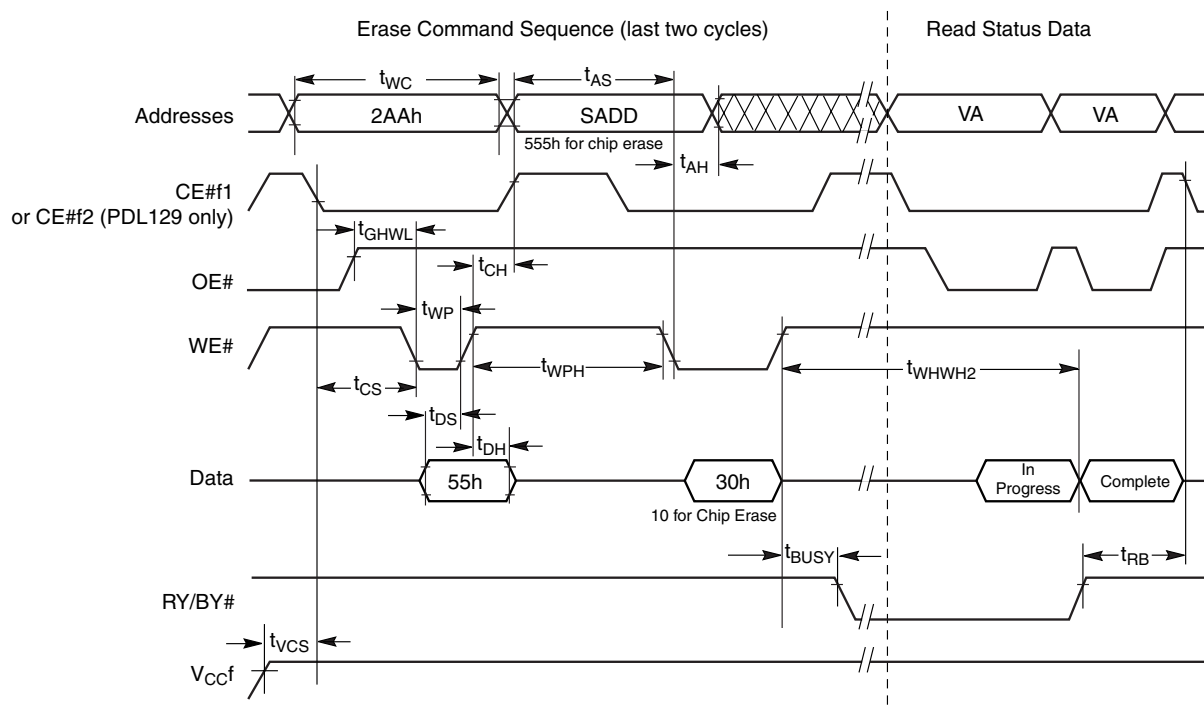 Erase Command Sequence (last two cycles)
Read Status Data
tWC
tAS
Addresses
2AAh
SADD
VA
VA
555h for chip erase
tAH
CE#f1
or CE#f2 (PDL129 only)
tGHWL
tCH
OE#
tWP
WE#
tWPH
tWHWH2
tCS
tDS
tDH
Data
55h
30h
In
Progress
Complete
10 for Chip Erase
tBUSY
tRB
RY/BY#
tVCS
VCCf